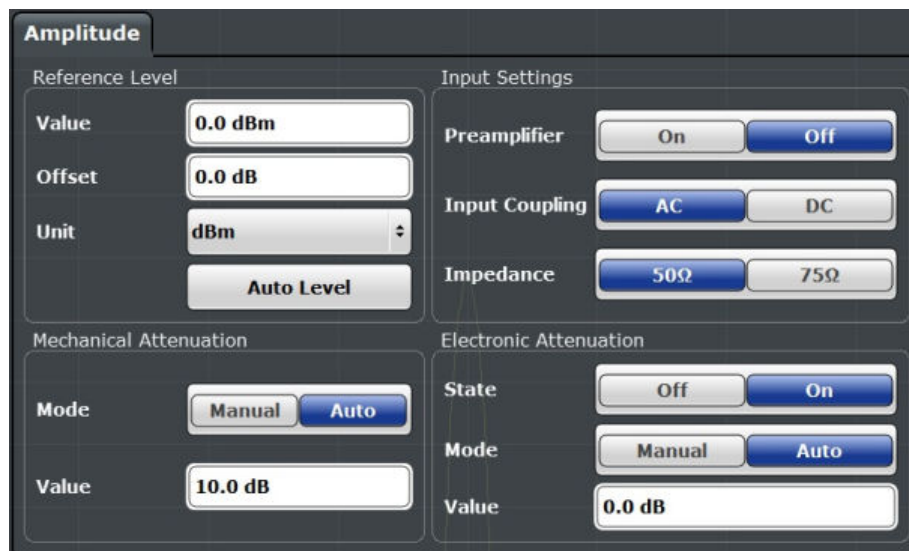 Amplitude
Reference Level
Value 0.0 dBm
Offset 0.0 dB
Unit dBm
Auto Level
Input Settings
Preamplifier On Off
Input Coupling AC DC
Impedance 50Ω 75Ω
Mechanical Attenuation
Mode Manual Auto
Value 10.0 dB
Electronic Attenuation
State Off On
Mode Manual Auto
Value 0.0 dB